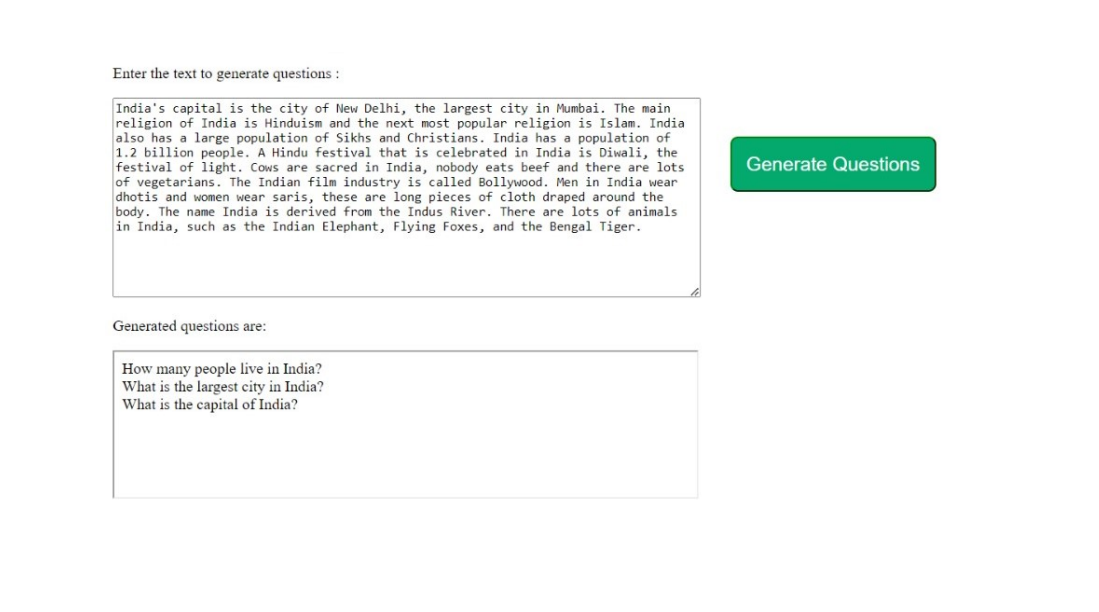 Enter the text to generate questions :
India's capital is the city of New Delhi, the largest city in Mumbai. The main
religion of India is Hinduism and the next most popular religion is Islam. India
also has a large population of Sikhs and Christians. India has a population of
1.2 billion people. A Hindu festival that is celebrated in India is Diwali, the
festival of light. Cows are sacred in India, nobody eats beef and there are lots
of vegetarians. The Indian film industry is called Bollywood. Men in India wear
dhotis and women wear saris, these are long pieces of cloth draped around the
body. The name India is derived from the Indus River. There are lots of animals
in India, such as the Indian Elephant, Flying Foxes, and the Bengal Tiger.
Generate Questions
Generated questions are:
How many people live in India?
What is the largest city in India?
What is the capital of India?